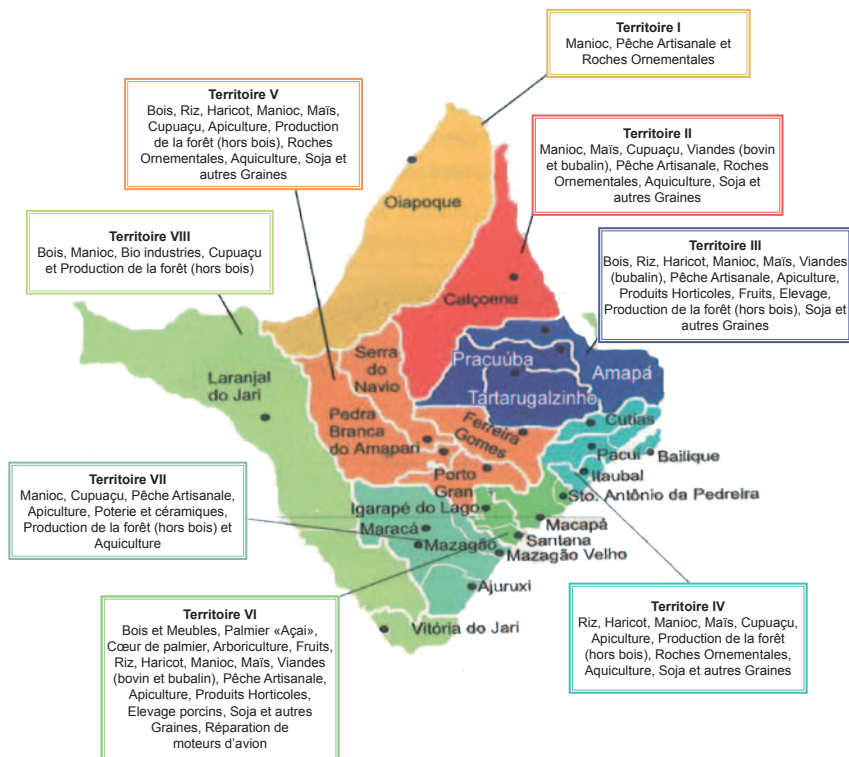 Territoire I
Manioc, Pêche Artisanale et
Roches Ornementales
Territoire V
Bois, Riz, Haricot, Manioc, Maïs,
Cupuaçu, Apiculture, Production
de la forêt (hors bois), Roches
Ornementales, Aquiculture, Soja et
autres Graines
Territoire II
Manioc, Maïs, Cupuaçu, Viandes (bovin
et bubalin), Pêche Artisanale, Roches
Ornementales, Aquiculture, Soja et
autres Graines
Territoire VIII
Bois, Manioc, Bio industries, Cupuaçu
et Production de la forêt (hors bois)
Territoire III
Bois, Riz, Haricot, Manioc, Maïs, Viandes
(bubalin), Pêche Artisanale, Apiculture,
Produits Horticoles, Fruits, Elevage,
Production de la forêt (hors bois), Soja et
autres Graines
Oiapoque
Calçoene
Serra
do
Navio
Pracuúba
Amapá
Tartarugalzinho
Laranjal
do Jari
Pedra
Branca
do Amapari
Ferreira
Gomes
Cutias
Pacui
Bailique
Itaubal
Porto
Gran
Sto. Antônio da Pedreira
Igarapé do Lago
Macapá
Maracá
Santana
Mazagão
Mazagão Velho
Ajuruxi
Vitória do Jari
Territoire VII
Manioc, Cupuaçu, Pêche Artisanale,
Apiculture, Poterie et céramiques,
Production de la forêt (hors bois) et
Aquiculture
Territoire VI
Bois et Meubles, Palmier «Açai»,
Cœur de palmier, Arboriculture, Fruits,
Riz, Haricot, Manioc, Maïs, Viandes
(bovin et bubalin), Pêche Artisanale,
Apiculture, Produits Horticoles,
Elevage porcins, Soja et autres
Graines, Réparation de
moteurs d'avion
Territoire IV
Riz, Haricot, Manioc, Maïs, Cupuaçu,
Apiculture, Production de la forêt
(hors bois), Roches Ornementales,
Aquiculture, Soja et autres Graines